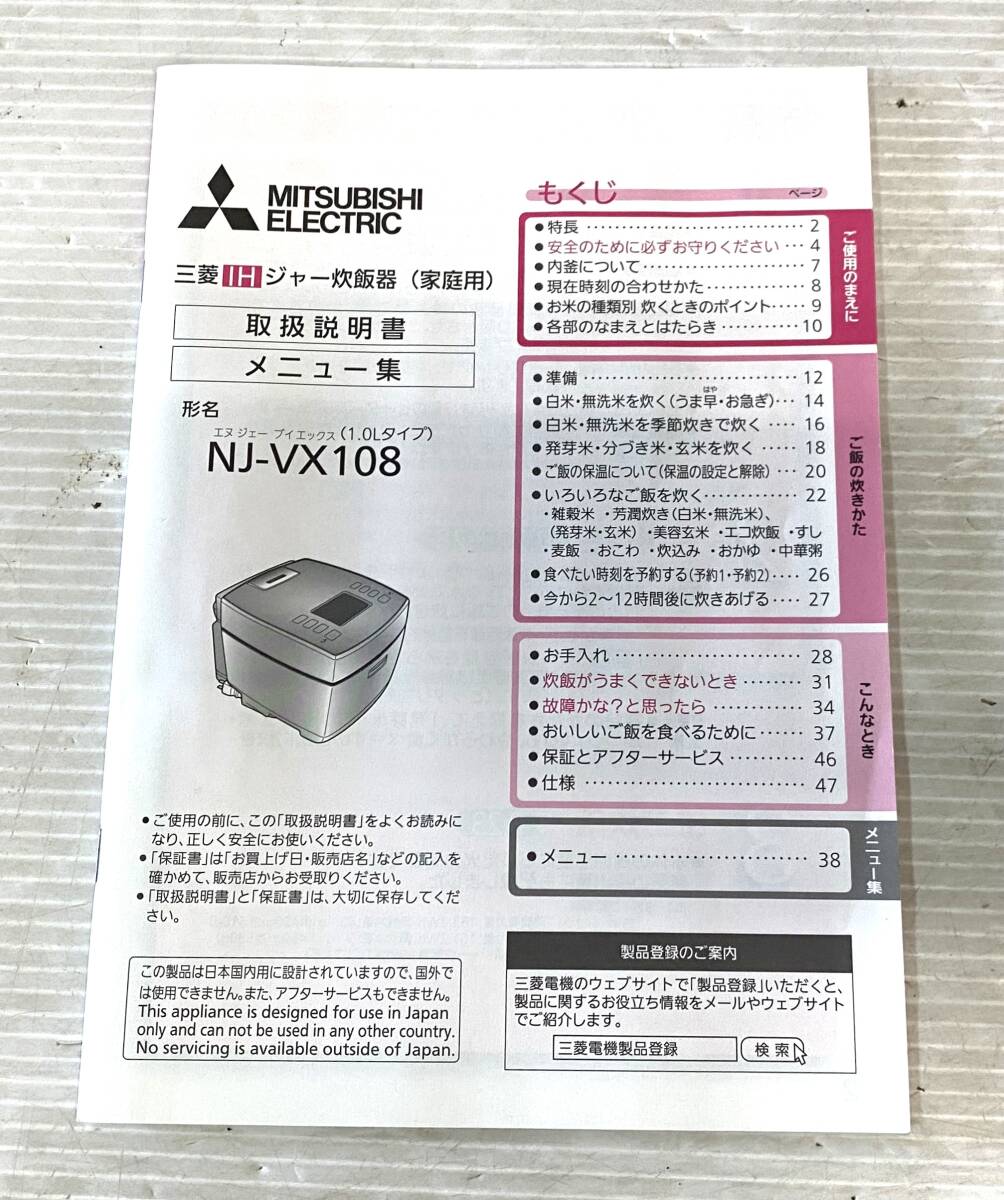 MITSUBISHI
ELECTRIC
三菱IHジャー炊飯器（家庭用）
取扱説明書
メニュー集
形名
エヌ ジェー ブイエックス（1.0Lタイプ）
NJ-VX108
●ご使用の前に、この「取扱説明書」をよくお読みに
なり、正しく安全にお使いください。
●「保証書」は「お買上げ日・販売店名」などの記入を
確かめて、販売店からお受取りください。
●「取扱説明書」と「保証書」は、大切に保存してくだ
さい。
この製品は日本国内用に設計されていますので、国外で
は使用できません。また、アフターサービスもできません。
This appliance is designed for use in Japan
only and can not be used in any other country.
No servicing is available outside of Japan.
もくじ ページ
ご使用のまえに
●特長 ‥‥‥‥‥‥‥‥‥‥ 2
●安全のために必ずお守りください ‥‥ 4
●内釜について‥‥‥‥‥‥‥‥ 7
●現在時刻の合わせかた‥‥‥‥‥ 8
●お米の種類別 炊くときのポイント‥‥ 9
●各部のなまえとはたらき‥‥‥‥ 10
ご飯の炊きかた
●準備 ‥‥‥‥‥‥‥‥‥‥ 12
はや
●白米・無洗米を炊く（うま早・お急ぎ）‥‥ 14
●白米・無洗米を季節炊きで炊く ‥‥ 16
●発芽米・分づき米・玄米を炊く ‥‥ 18
●ご飯の保温について（保温の設定と解除） ‥‥ 20
●いろいろなご飯を炊く‥‥‥‥‥ 22
・雑穀米 ・芳潤炊き（白米・無洗米）、
（発芽米・玄米） ・美容玄米 ・エコ炊飯 ・すし
・麦飯 ・おこわ ・炊込み ・おかゆ ・中華粥
●食べたい時刻を予約する（予約1・予約2）‥‥ 26
●今から2～12時間後に炊きあげる‥‥ 27
こんなとき
●お手入れ ‥‥‥‥‥‥‥‥‥ 28
●炊飯がうまくできないとき‥‥‥‥ 31
●故障かな？と思ったら ‥‥‥‥‥ 34
●おいしいご飯を食べるために‥‥‥ 37
●保証とアフターサービス ‥‥‥‥ 46
●仕様 ‥‥‥‥‥‥‥‥‥‥ 47
メニュー集
●メニュー ‥‥‥‥‥‥‥‥‥ 38
製品登録のご案内
三菱電機のウェブサイトで「製品登録」いただくと、
製品に関するお役立ち情報をメールやウェブサイト
でご紹介します。
三菱電機製品登録 検索